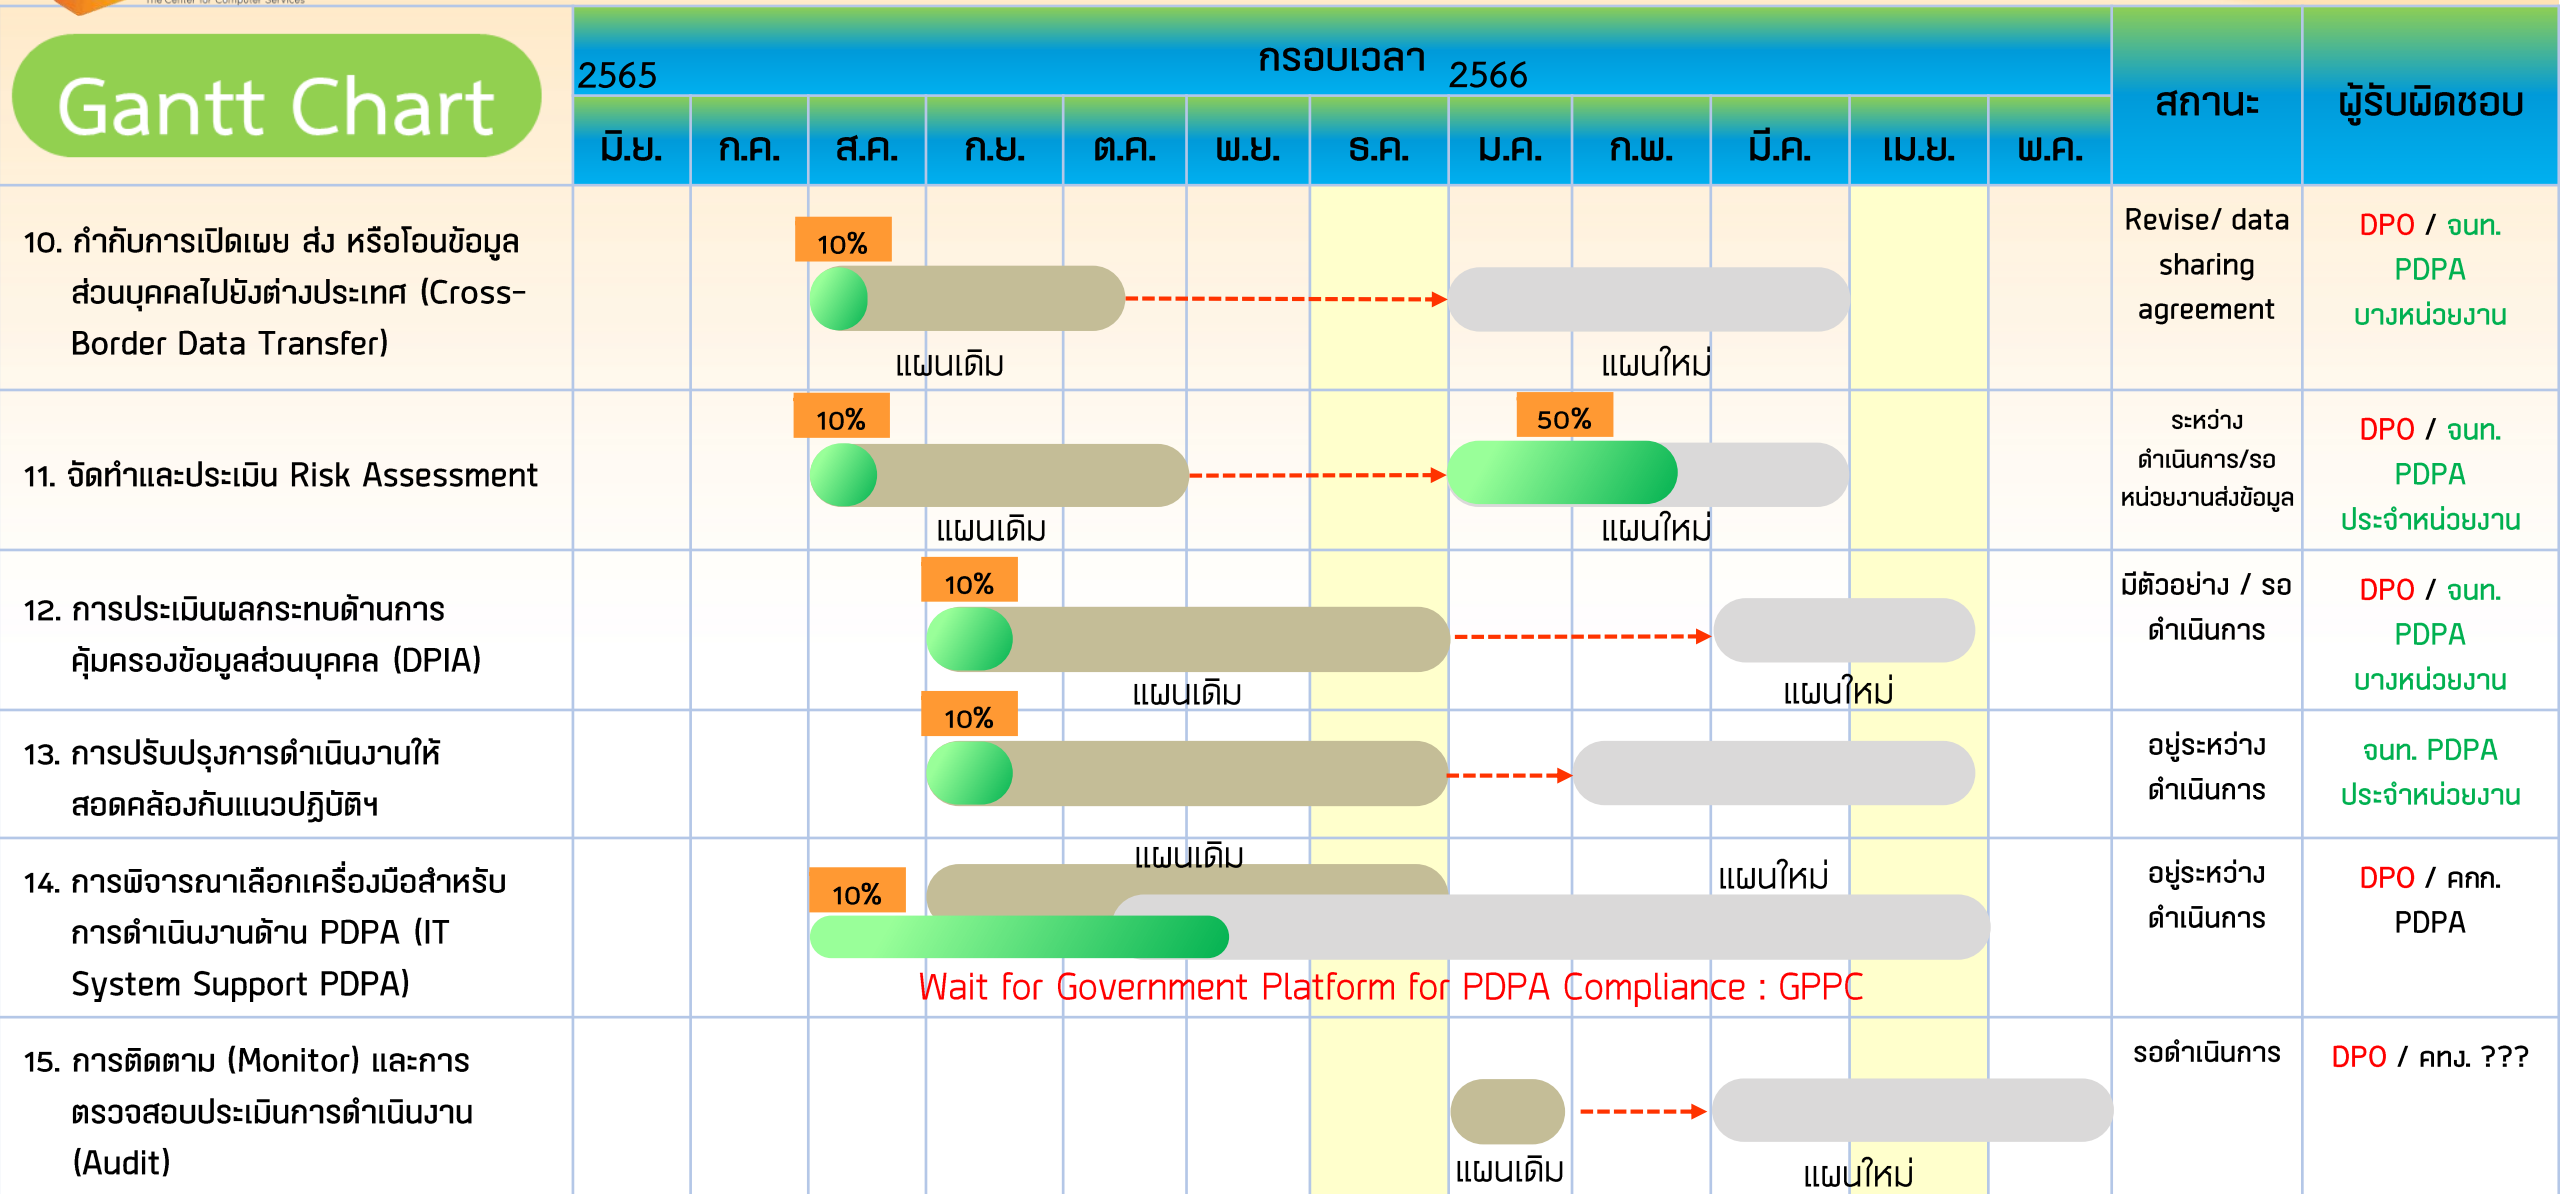 The Center for Computer Services
Gantt Chart
กรอบเวลา
2565
2566
สถานะ
ผู้รับผิดชอบ
มิ.ย.
ก.ค.
ส.ค.
ก.ย.
ต.ค.
พ.ย.
ธ.ค.
ม.ค.
ก.พ.
มี.ค.
เม.ย.
พ.ค.
10. กำกับการเปิดเผย ส่ง หรือโอนข้อมูล
ส่วนบุคคลไปยังต่างประเทศ (Cross-
Border Data Transfer)
10%
แผนเดิม
แผนใหม่
Revise/ data
sharing
agreement
DPO / จนท.
PDPA
บางหน่วยงาน
11. จัดทำและประเมิน Risk Assessment
10%
แผนเดิม
50%
แผนใหม่
ระหว่าง
ดำเนินการ/รอ
หน่วยงานส่งข้อมูล
DPO / จนท.
PDPA
ประจำหน่วยงาน
12. การประเมินผลกระทบด้านการ
คุ้มครองข้อมูลส่วนบุคคล (DPIA)
10%
แผนเดิม
แผนใหม่
มีตัวอย่าง / รอ
ดำเนินการ
DPO / จนท.
PDPA
บางหน่วยงาน
13. การปรับปรุงการดำเนินงานให้
สอดคล้องกับแนวปฏิบัติฯ
10%
อยู่ระหว่าง
ดำเนินการ
จนท. PDPA
ประจำหน่วยงาน
14. การพิจารณาเลือกเครื่องมือสำหรับ
การดำเนินงานด้าน PDPA (IT
System Support PDPA)
10%
แผนเดิม
แผนใหม่
Wait for Government Platform for PDPA Compliance : GPPC
อยู่ระหว่าง
ดำเนินการ
DPO / คกก.
PDPA
15. การติดตาม (Monitor) และการ
ตรวจสอบประเมินการดำเนินงาน
(Audit)
แผนเดิม
แผนใหม่
รอดำเนินการ
DPO / คทง. ???